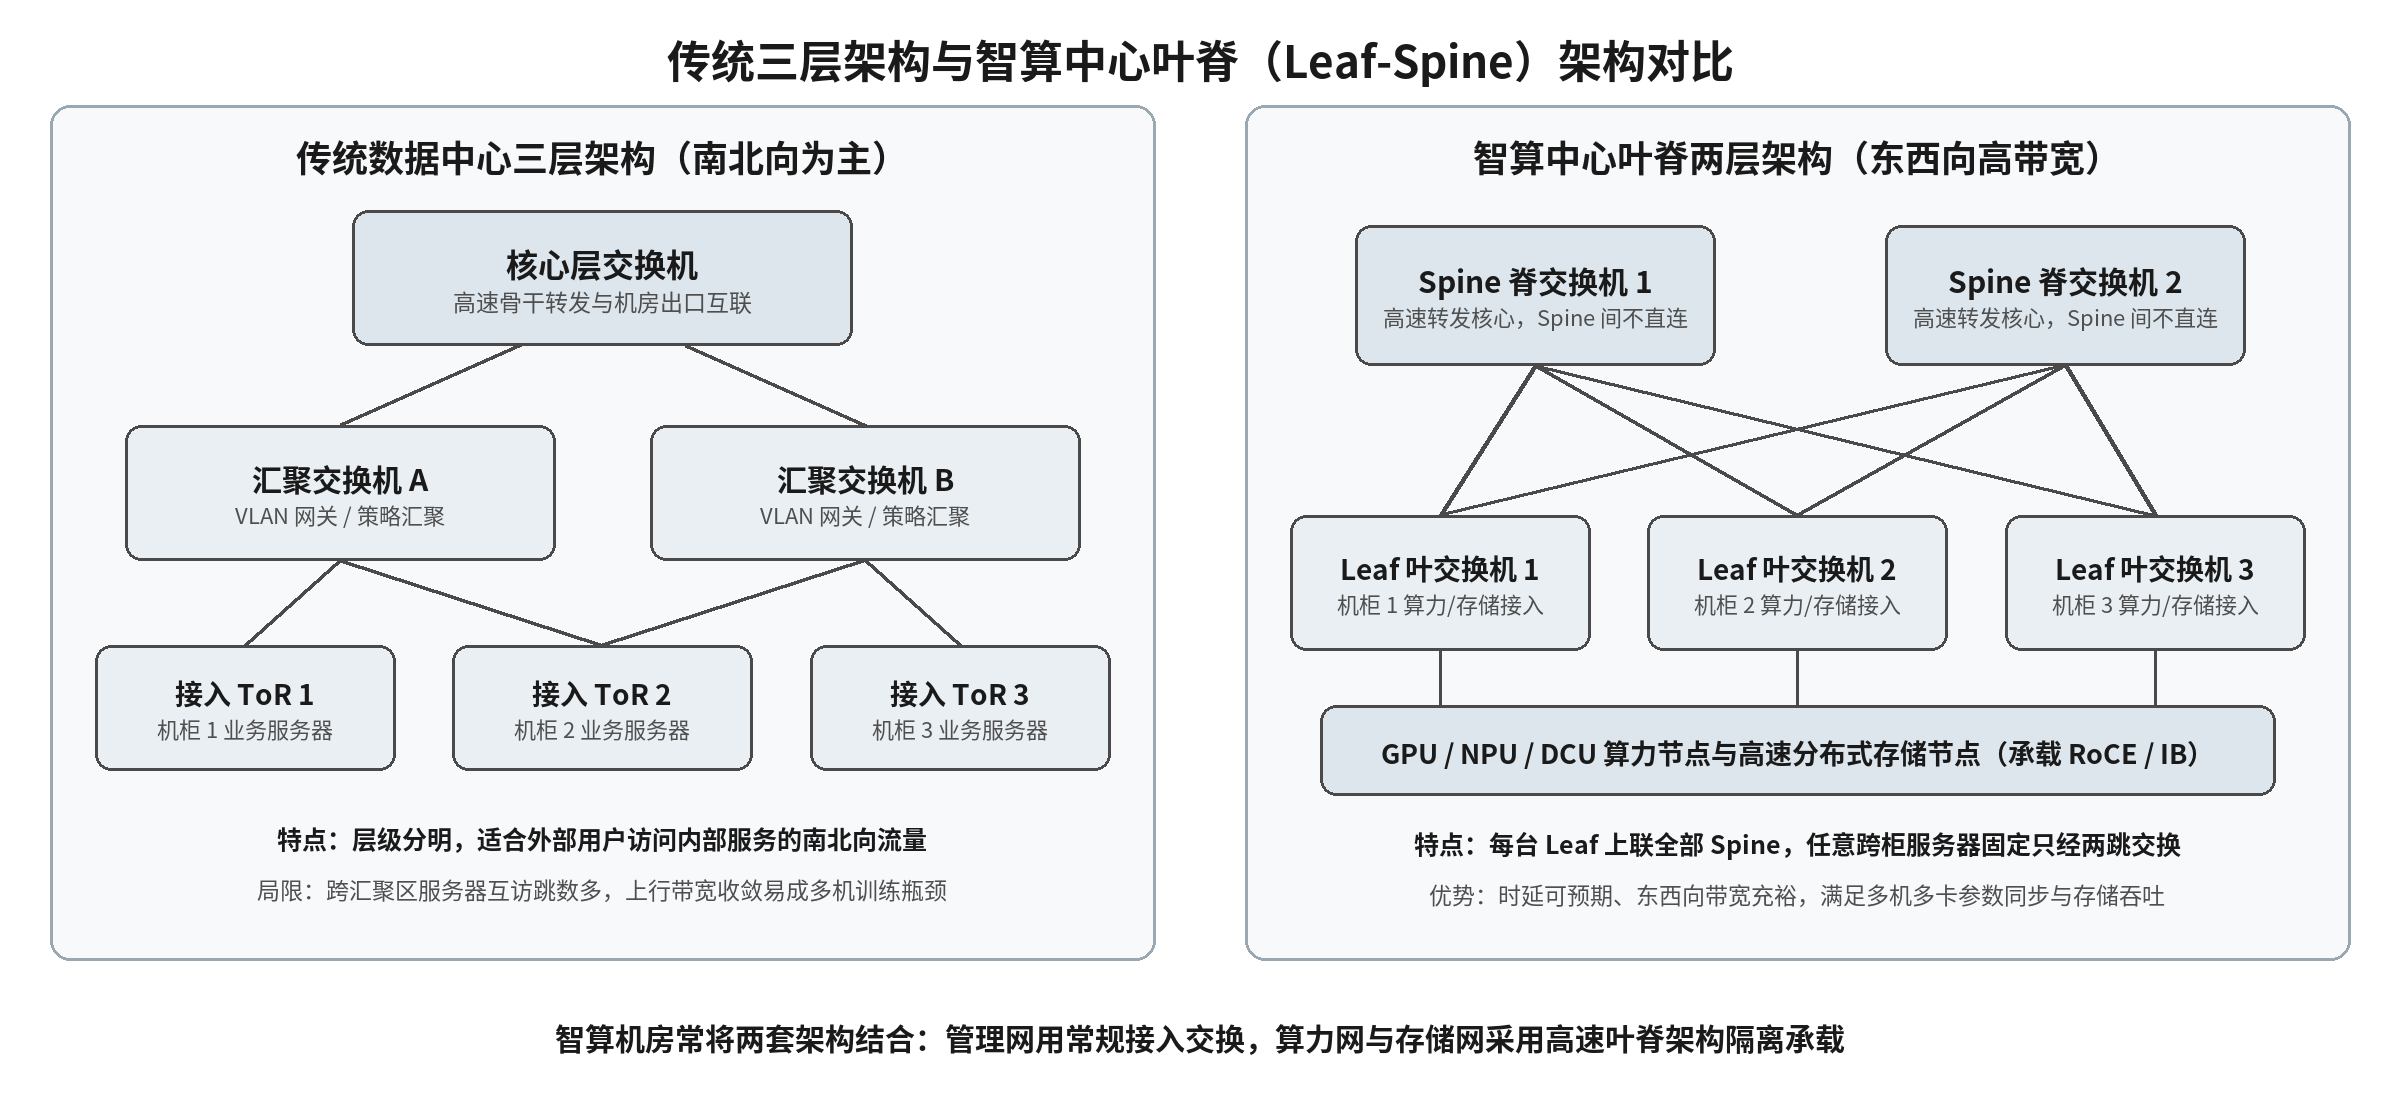 传统三层架构与智算中心叶脊（Leaf-Spine）架构对比
传统数据中心三层架构（南北向为主）
核心层交换机
高速骨干转发与机房出口互联
汇聚交换机 A
VLAN 网关 / 策略汇聚
汇聚交换机 B
VLAN 网关 / 策略汇聚
接入 ToR 1
机柜 1 业务服务器
接入 ToR 2
机柜 2 业务服务器
接入 ToR 3
机柜 3 业务服务器
特点：层级分明，适合外部用户访问内部服务的南北向流量
局限：跨汇聚区服务器互访跳数多，上行带宽收敛易成多机训练瓶颈
智算中心叶脊两层架构（东西向高带宽）
Spine 脊交换机 1
高速转发核心，Spine 间不直连
Spine 脊交换机 2
高速转发核心，Spine 间不直连
Leaf 叶交换机 1
机柜 1 算力/存储接入
Leaf 叶交换机 2
机柜 2 算力/存储接入
Leaf 叶交换机 3
机柜 3 算力/存储接入
GPU / NPU / DCU 算力节点与高速分布式存储节点（承载 RoCE / IB）
特点：每台 Leaf 上联全部 Spine，任意跨柜服务器固定只经两跳交换
优势：时延可预期、东西向带宽充裕，满足多机多卡参数同步与存储吞吐
智算机房常将两套架构结合：管理网用常规接入交换，算力网与存储网采用高速叶脊架构隔离承载